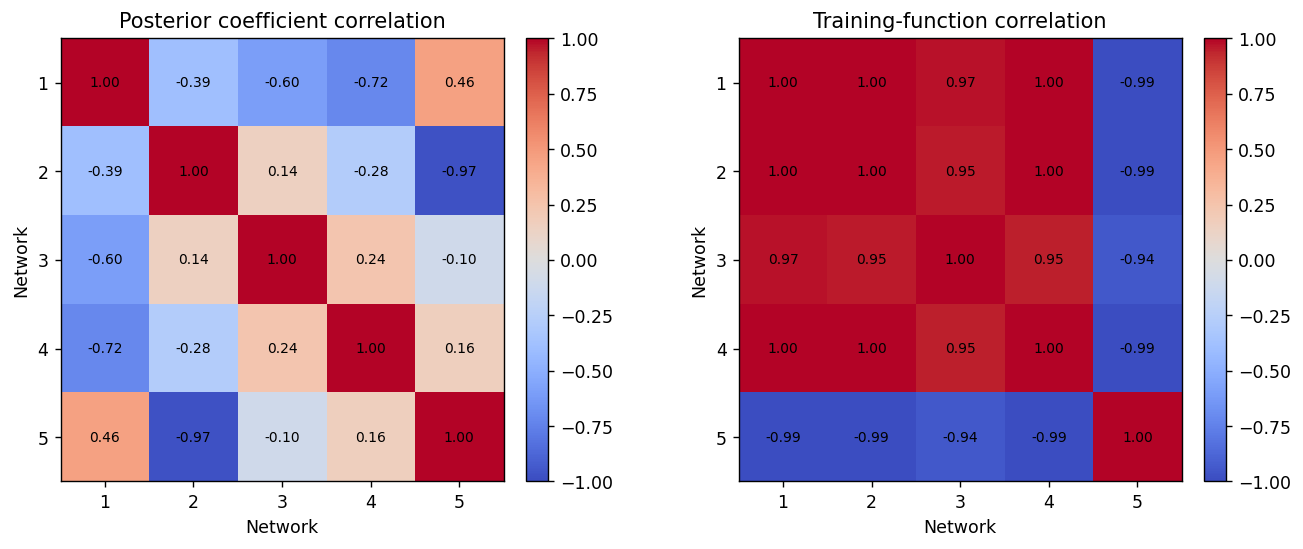 Posterior coefficient correlation
Training-function correlation
Network
1 1.00 -0.39 -0.60 -0.72 0.46
2 -0.39 1.00 0.14 -0.28 -0.97
3 -0.60 0.14 1.00 0.24 -0.10
4 -0.72 -0.28 0.24 1.00 0.16
5 0.46 -0.97 -0.10 0.16 1.00
1 2 3 4 5
Network
1.00
0.75
0.50
0.25
0.00
−0.25
−0.50
−0.75
−1.00
Network
1 1.00 1.00 0.97 1.00 -0.99
2 1.00 1.00 0.95 1.00 -0.99
3 0.97 0.95 1.00 0.95 -0.94
4 1.00 1.00 0.95 1.00 -0.99
5 -0.99 -0.99 -0.94 -0.99 1.00
1 2 3 4 5
Network
1.00
0.75
0.50
0.25
0.00
−0.25
−0.50
−0.75
−1.00